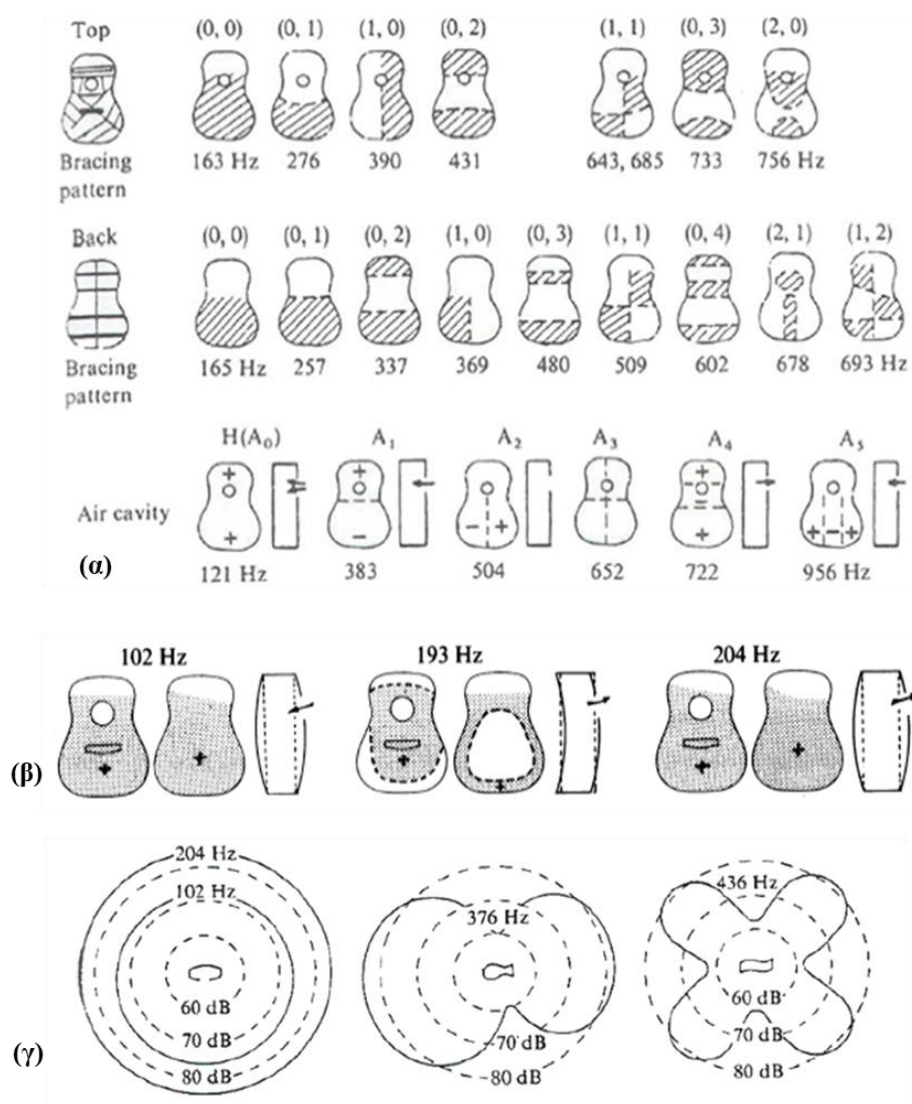 Top (0, 0) (0, 1) (1, 0) (0, 2) (1, 1) (0, 3) (2, 0)
Bracing pattern 163 Hz 276 390 431 643, 685 733 756 Hz
Back (0, 0) (0, 1) (0, 2) (1, 0) (0, 3) (1, 1) (0, 4) (2, 1) (1, 2)
Bracing pattern 165 Hz 257 337 369 480 509 602 678 693 Hz
H(A₀) A₁ A₂ A₃ A₄ A₅
+ + + 
Air cavity
+ - - + = + + - +
(α) 121 Hz 383 504 652 722 956 Hz
102 Hz 193 Hz 204 Hz
(β) + + + + + +
204 Hz
102 Hz 376 Hz 436 Hz
60 dB 60 dB
70 dB 70 dB 70 dB
(γ) 80 dB 80 dB 80 dB